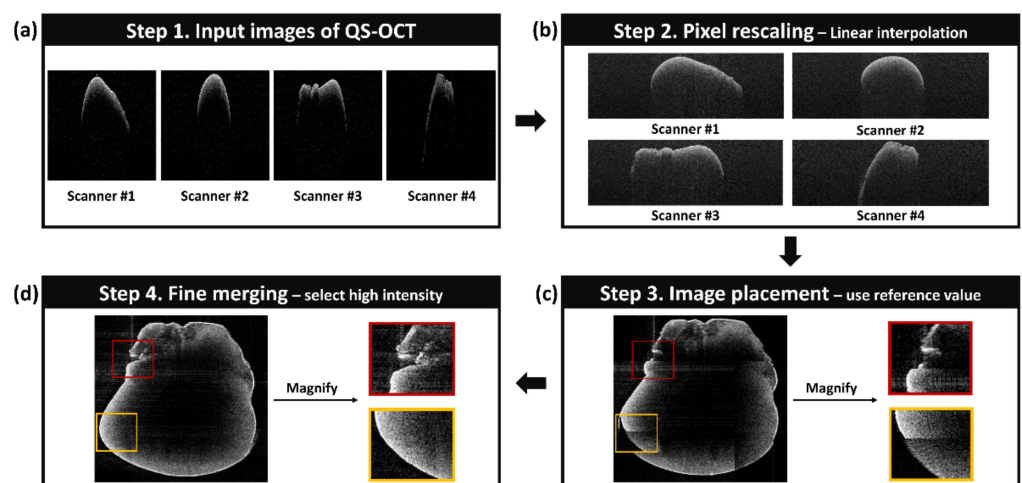 (a)
Step 1. Input images of QS-OCT
Scanner #1 Scanner #2 Scanner #3 Scanner #4
(b)
Step 2. Pixel rescaling – Linear interpolation
Scanner #1 Scanner #2
Scanner #3 Scanner #4
(c)
Step 3. Image placement – use reference value
Magnify
(d)
Step 4. Fine merging – select high intensity
Magnify